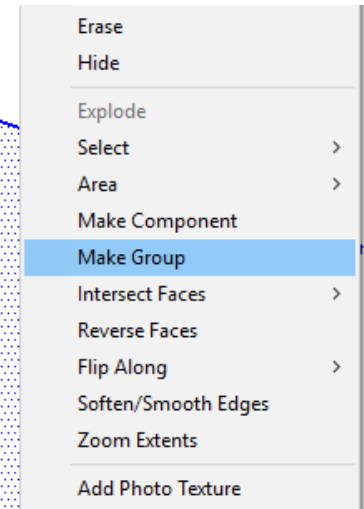 Erase
Hide
Explode
Select
Area
Make Component
Make Group
Intersect Faces
Reverse Faces
Flip Along
Soften/Smooth Edges
Zoom Extents
Add Photo Texture